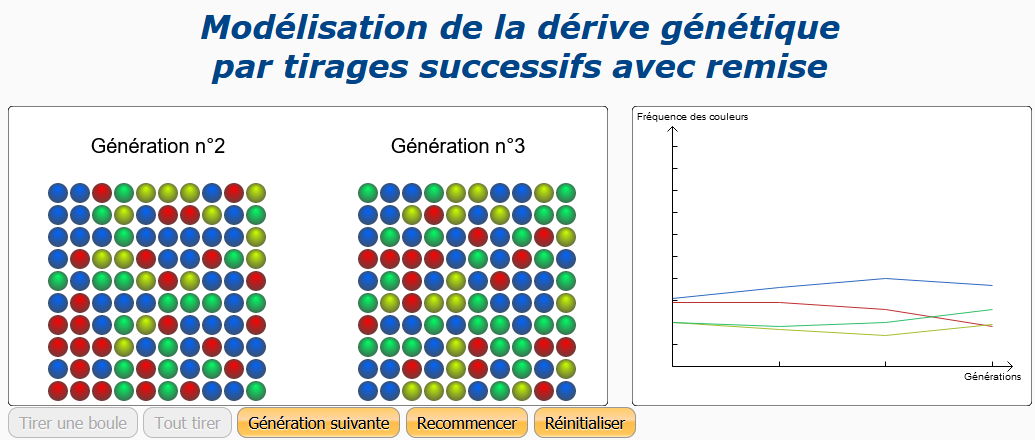 Modélisation de la dérive génétique
par tirages successifs avec remise
Génération n°2
Génération n°3
Fréquence des couleurs
Générations
Tirer une boule
Tout tirer
Génération suivante
Recommencer
Réinitialiser